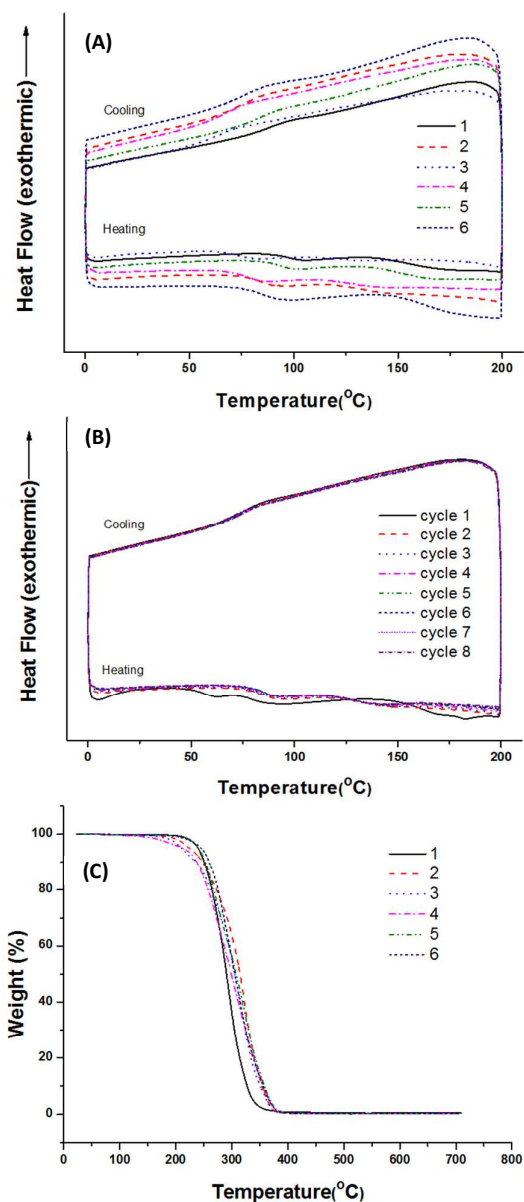 (A)
Heat Flow (exothermic)
Cooling
Heating
1
2
3
4
5
6
0 50 100 150 200
Temperature(°C)
(B)
Heat Flow (exothermic)
Cooling
Heating
cycle 1
cycle 2
cycle 3
cycle 4
cycle 5
cycle 6
cycle 7
cycle 8
0 50 100 150 200
Temperature(°C)
(C)
Weight (%)
100
80
60
40
20
0
1
2
3
4
5
6
0 100 200 300 400 500 600 700 800
Temperature(°C)